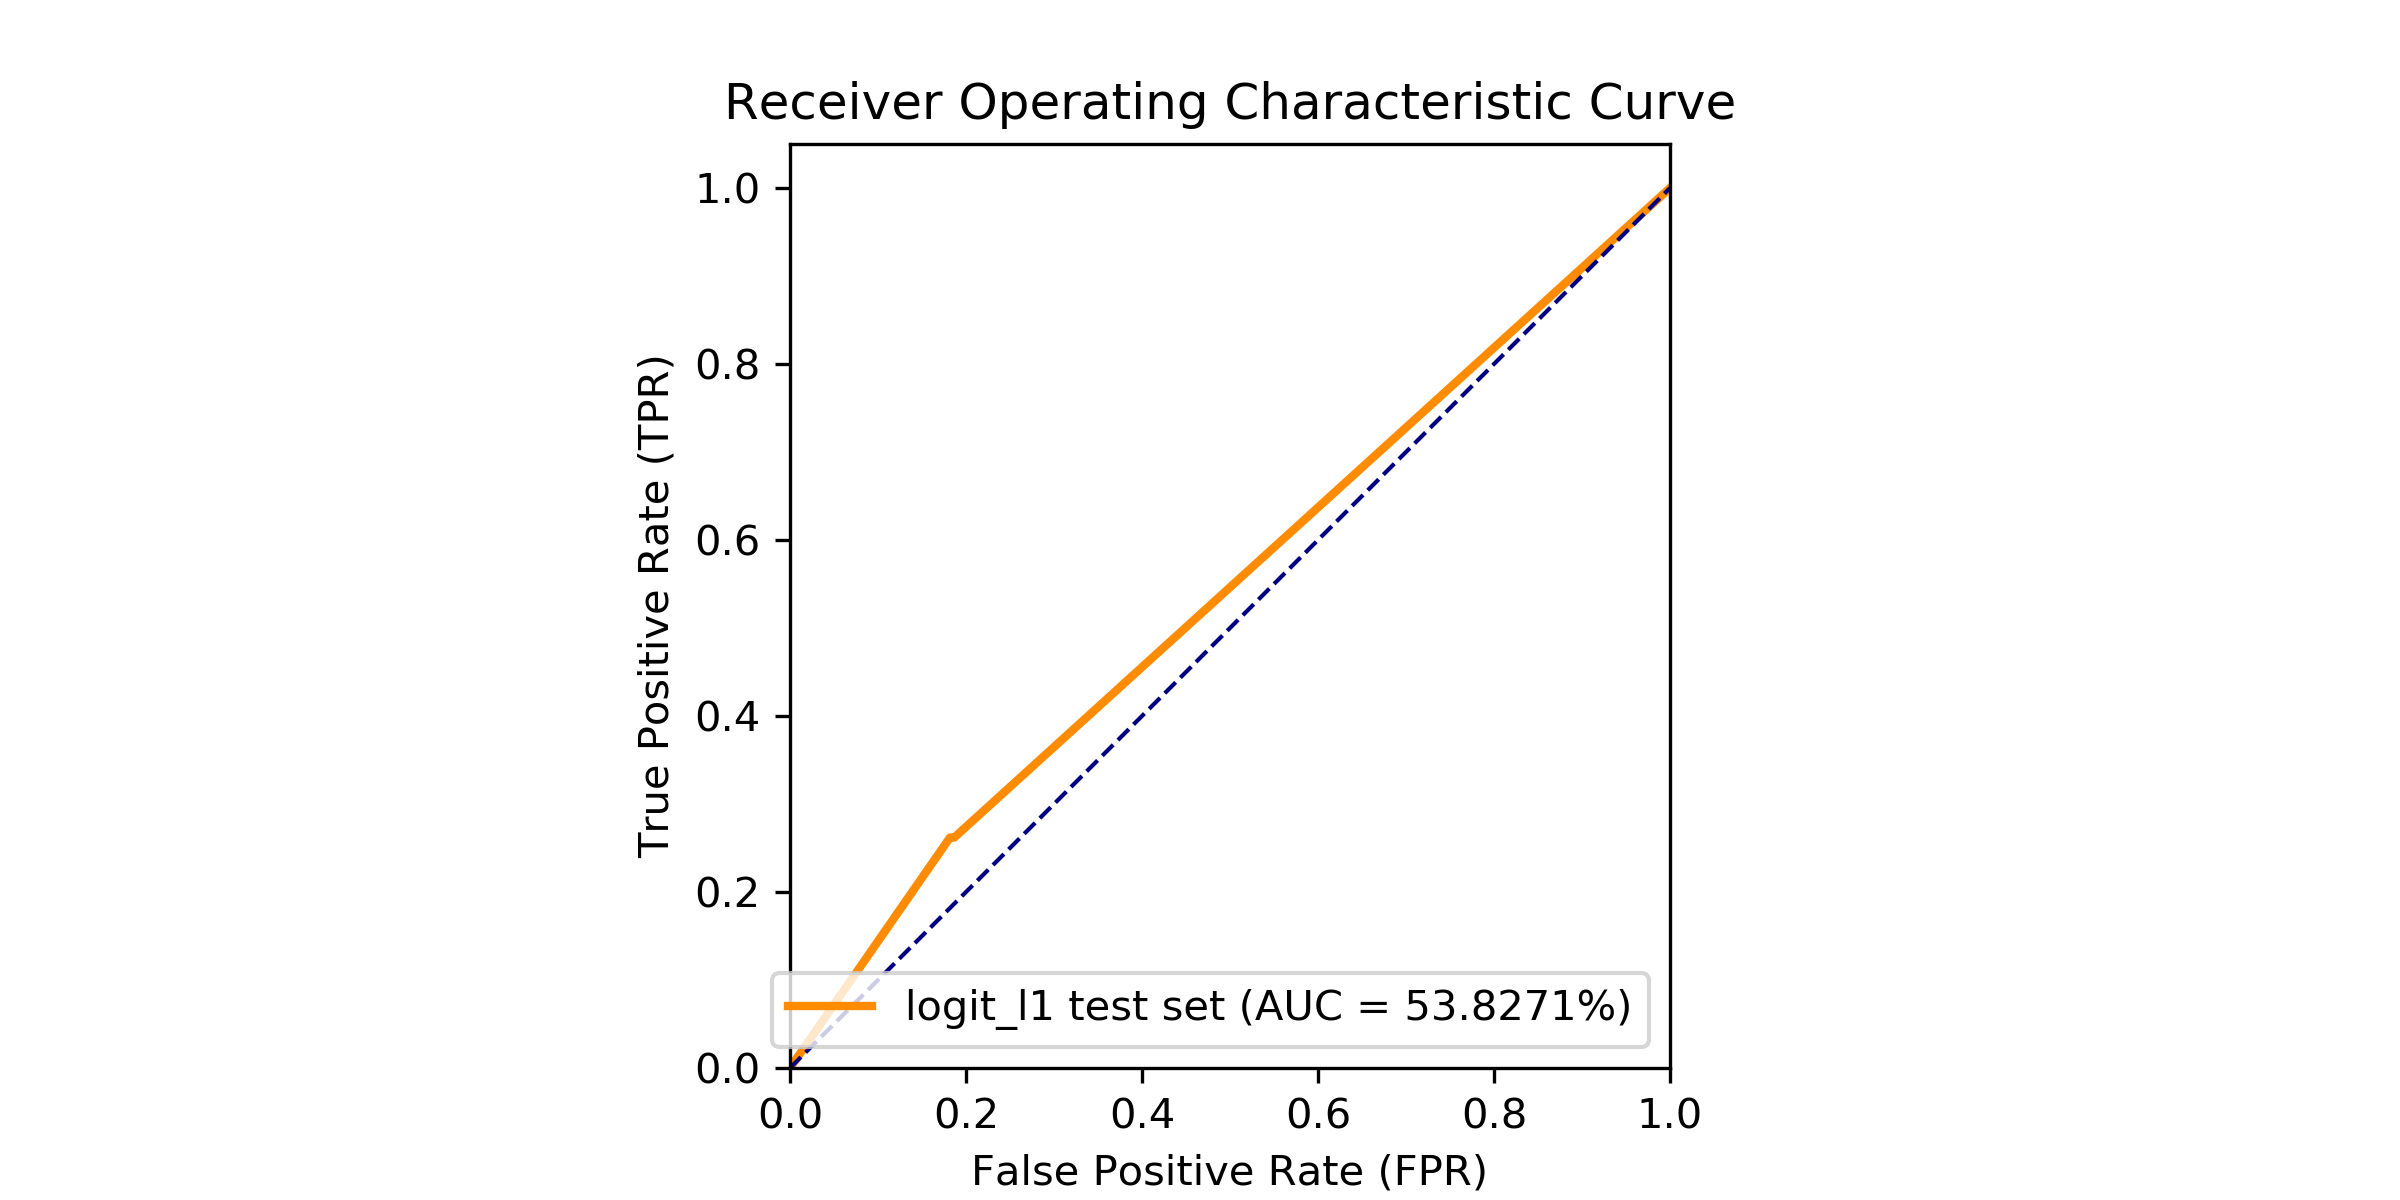 Receiver Operating Characteristic Curve
True Positive Rate (TPR)
1.0
0.8
0.6
0.4
0.2
0.0
logit_l1 test set (AUC = 53.8271%)
0.0 0.2 0.4 0.6 0.8 1.0
False Positive Rate (FPR)